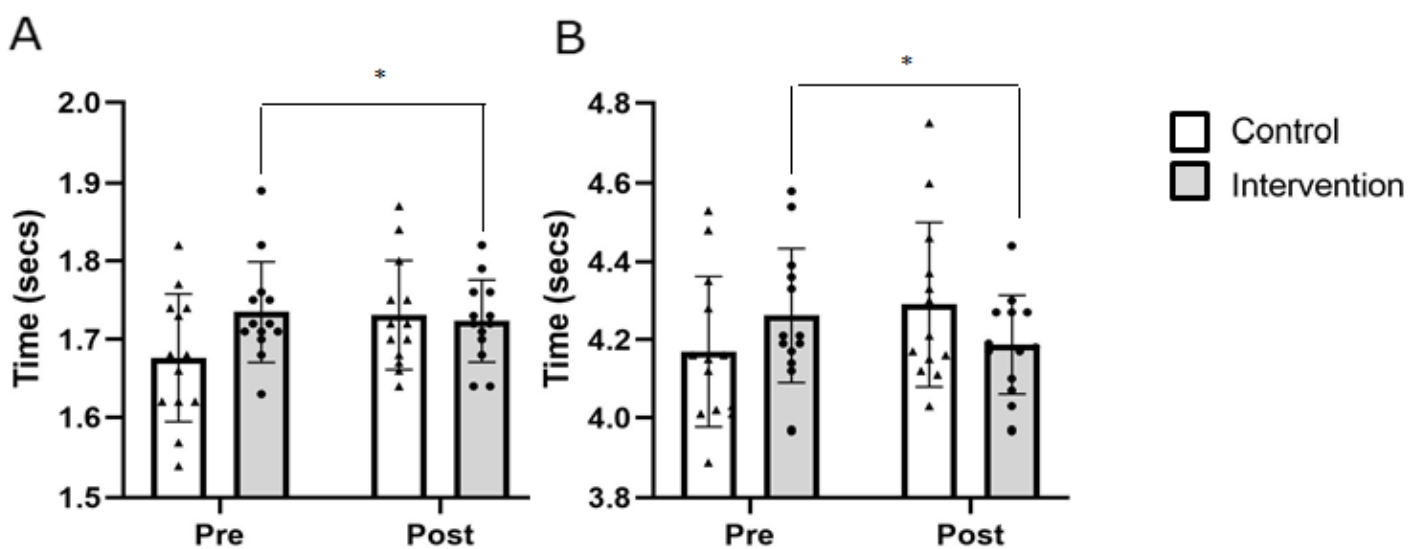 A
*
2.0
1.9
1.8
1.7
1.6
1.5
Time (secs)
Pre
Post
B
*
4.8
4.6
4.4
4.2
4.0
3.8
Time (secs)
Pre
Post
Control
Intervention